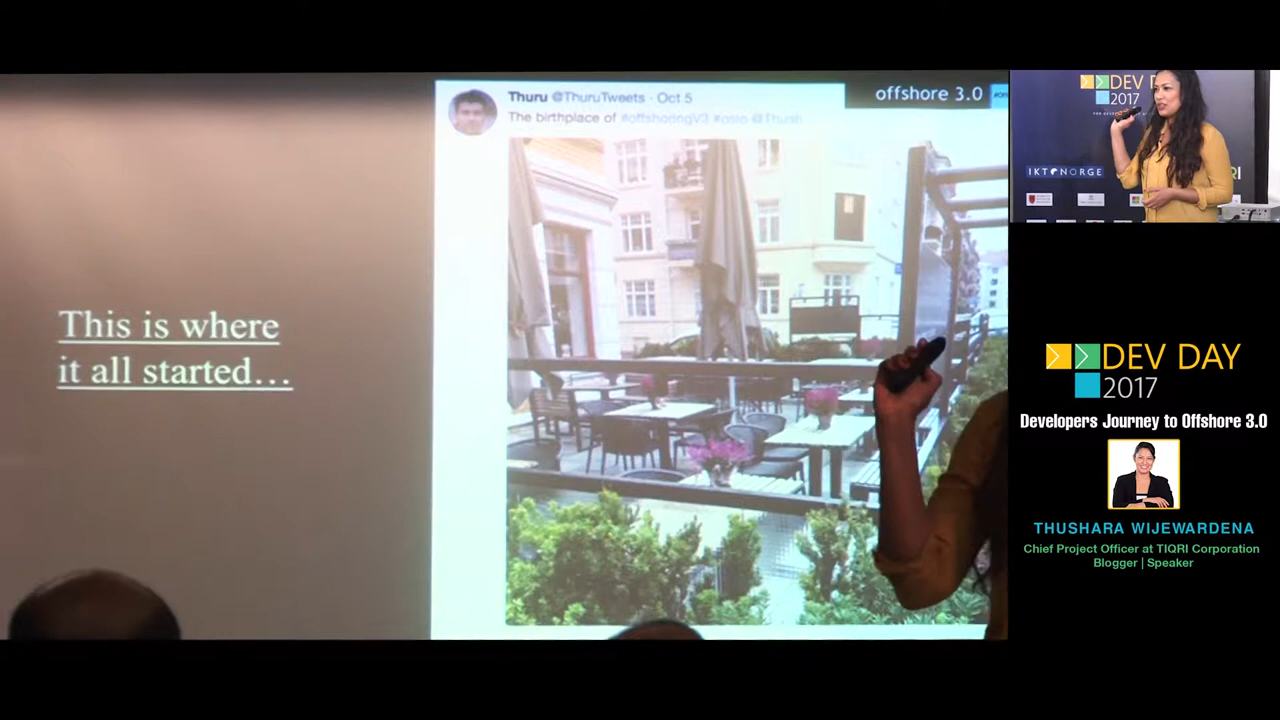 This is where
it all started...
Thuru @ThuruTweets · Oct 5
The birthplace of #offshoringV3 #oslo @Thush
offshore 3.0
DEV D
2017
IKT NORGE
DEV DAY
2017
Developers Journey to Offshore 3.0
THUSHARA WIJEWARDENA
Chief Project Officer at TIQRI Corporation
Blogger | Speaker